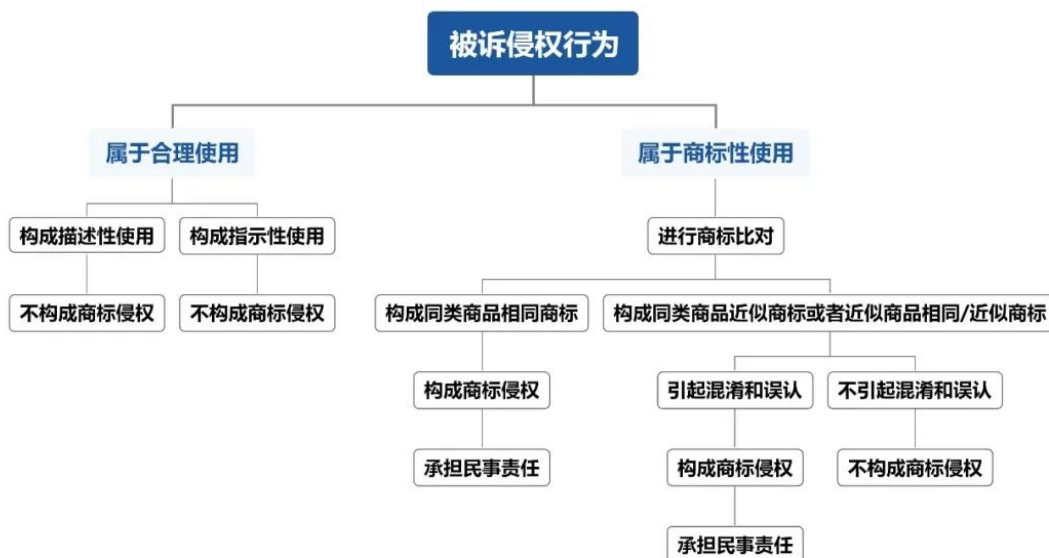 被诉侵权行为
属于合理使用
属于商标性使用
构成描述性使用
构成指示性使用
进行商标比对
不构成商标侵权
不构成商标侵权
构成同类商品相同商标
构成同类商品近似商标或者近似商品相同/近似商标
构成商标侵权
引起混淆和误认
不引起混淆和误认
承担民事责任
构成商标侵权
不构成商标侵权
承担民事责任